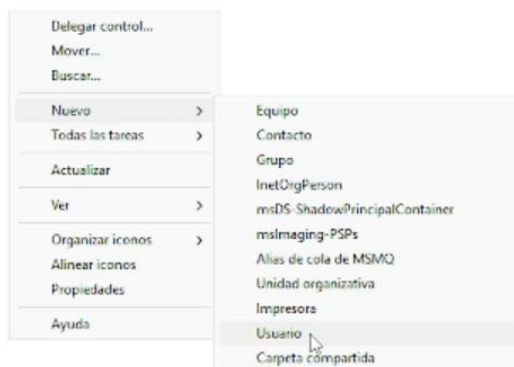 Delegar control...
Mover...
Buscar...
Nuevo
Todas las tareas
Actualizar
Ver
Organizar iconos
Alinear iconos
Propiedades
Ayuda
Equipo
Contacto
Grupo
InetOrgPerson
msDS-ShadowPrincipalContainer
msImaging-PSPs
Alias de cola de MSMQ
Unidad organizativa
Impresora
Usuario
Carpeta compartida